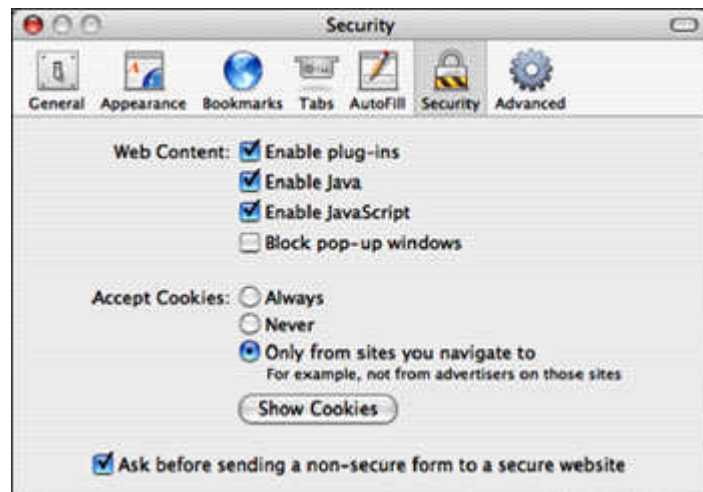 Security
General Appearance Bookmarks Tabs AutoFill Security Advanced
Web Content: Enable plug-ins
Enable Java
Enable JavaScript
Block pop-up windows
Accept Cookies: Always
Never
Only from sites you navigate to
For example, not from advertisers on those sites
Show Cookies
Ask before sending a non-secure form to a secure website